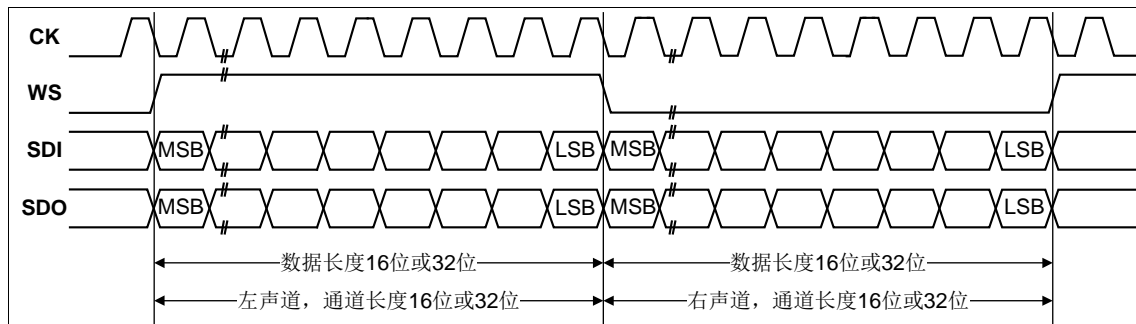 CK
WS
SDI MSB LSB MSB LSB
SDO MSB LSB MSB LSB
数据长度16位或32位 数据长度16位或32位
左声道，通道长度16位或32位 右声道，通道长度16位或32位